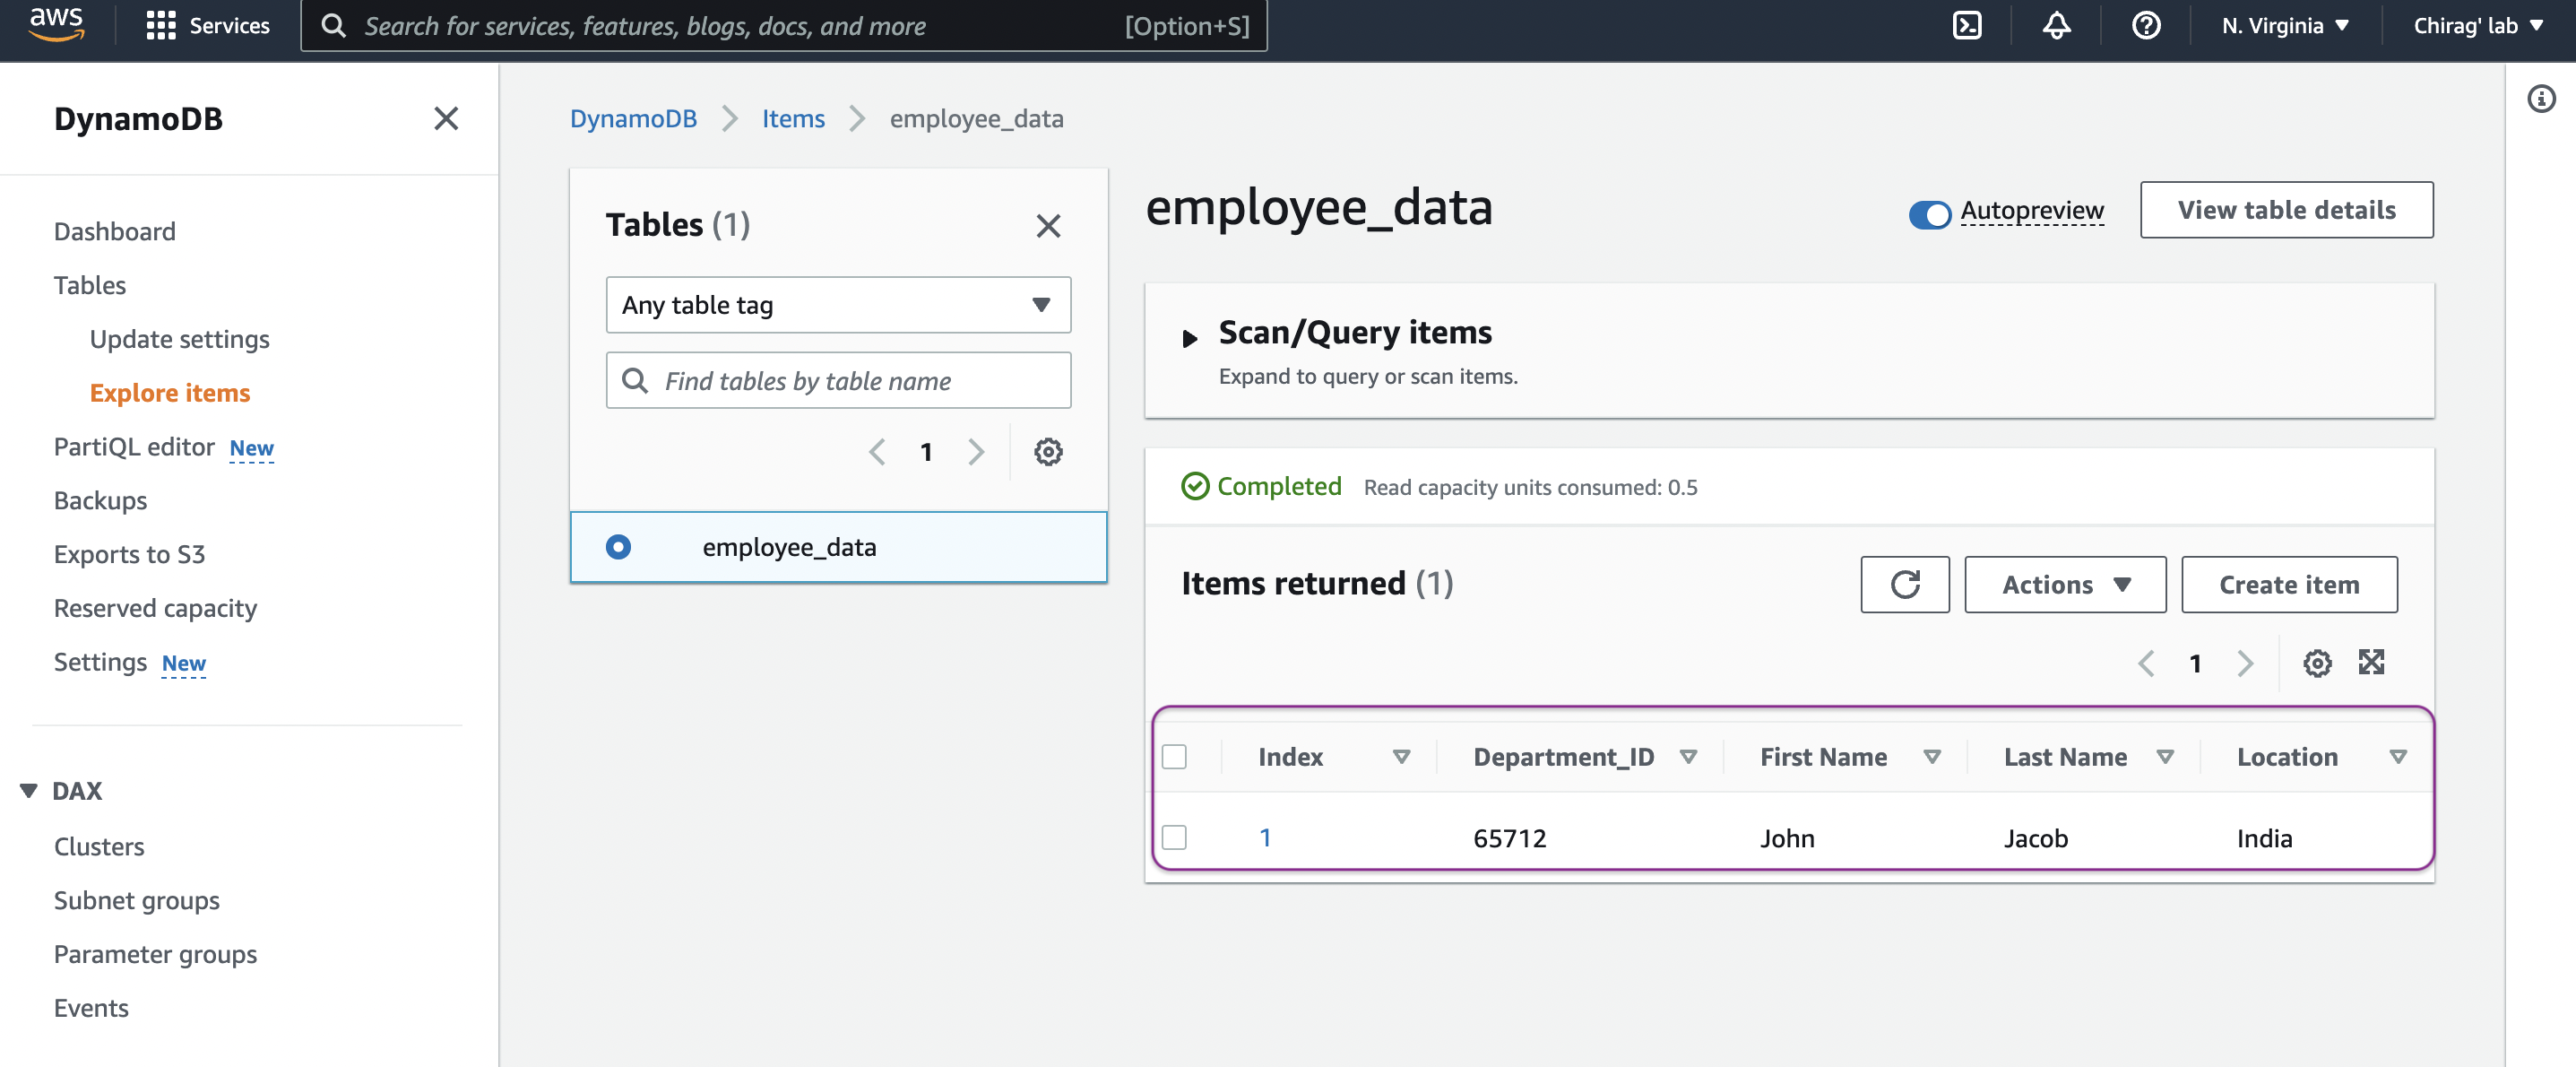 aws
Services
Search for services, features, blogs, docs, and more [Option+S]
N. Virginia
Chirag' lab
DynamoDB
Dashboard
Tables
Update settings
Explore items
PartiQL editor New
Backups
Exports to S3
Reserved capacity
Settings New
DAX
Clusters
Subnet groups
Parameter groups
Events
DynamoDB Items employee_data
Tables (1)
Any table tag
Find tables by table name
1
employee_data
employee_data
Autopreview
View table details
Scan/Query items
Expand to query or scan items.
Completed Read capacity units consumed: 0.5
Items returned (1)
Actions
Create item
1
Index Department_ID First Name Last Name Location
1 65712 John Jacob India